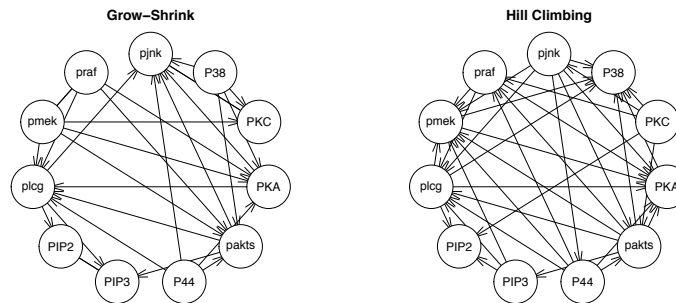 Grow−Shrink
pjnk
praf
P38
pmek
PKC
plcg
PKA
PIP2
pakts
PIP3
P44
Hill Climbing
pjnk
praf
P38
pmek
PKC
plcg
PKA
PIP2
pakts
PIP3
P44